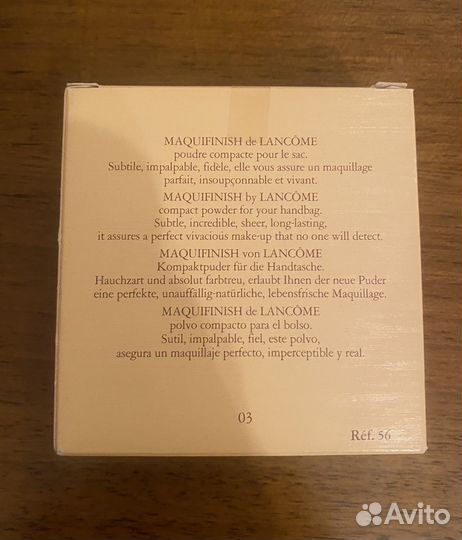 MAQUIFINISH de LANCÔME
poudre compacte pour le sac.
Subtile, impalpable, fidèle, elle vous assure un maquillage
parfait, insoupçonnable et vivant.
MAQUIFINISH by LANCÔME
compact powder for your handbag.
Subtle, incredible, sheer, long-lasting,
it assures a perfect vivacious make-up that no one will detect.
MAQUIFINISH von LANCÔME
Kompaktpuder für die Handtasche.
Hauchzart und absolut farbtreu, erlaubt Ihnen der neue Puder
eine perfekte, unauffällig-natürliche, lebensfrische Maquillage.
MAQUIFINISH de LANCÔME
polvo compacto para el bolso.
Sutil, impalpable, fiel, este polvo,
asegura un maquillaje perfecto, imperceptible y real.
03
Réf. 56
Avito